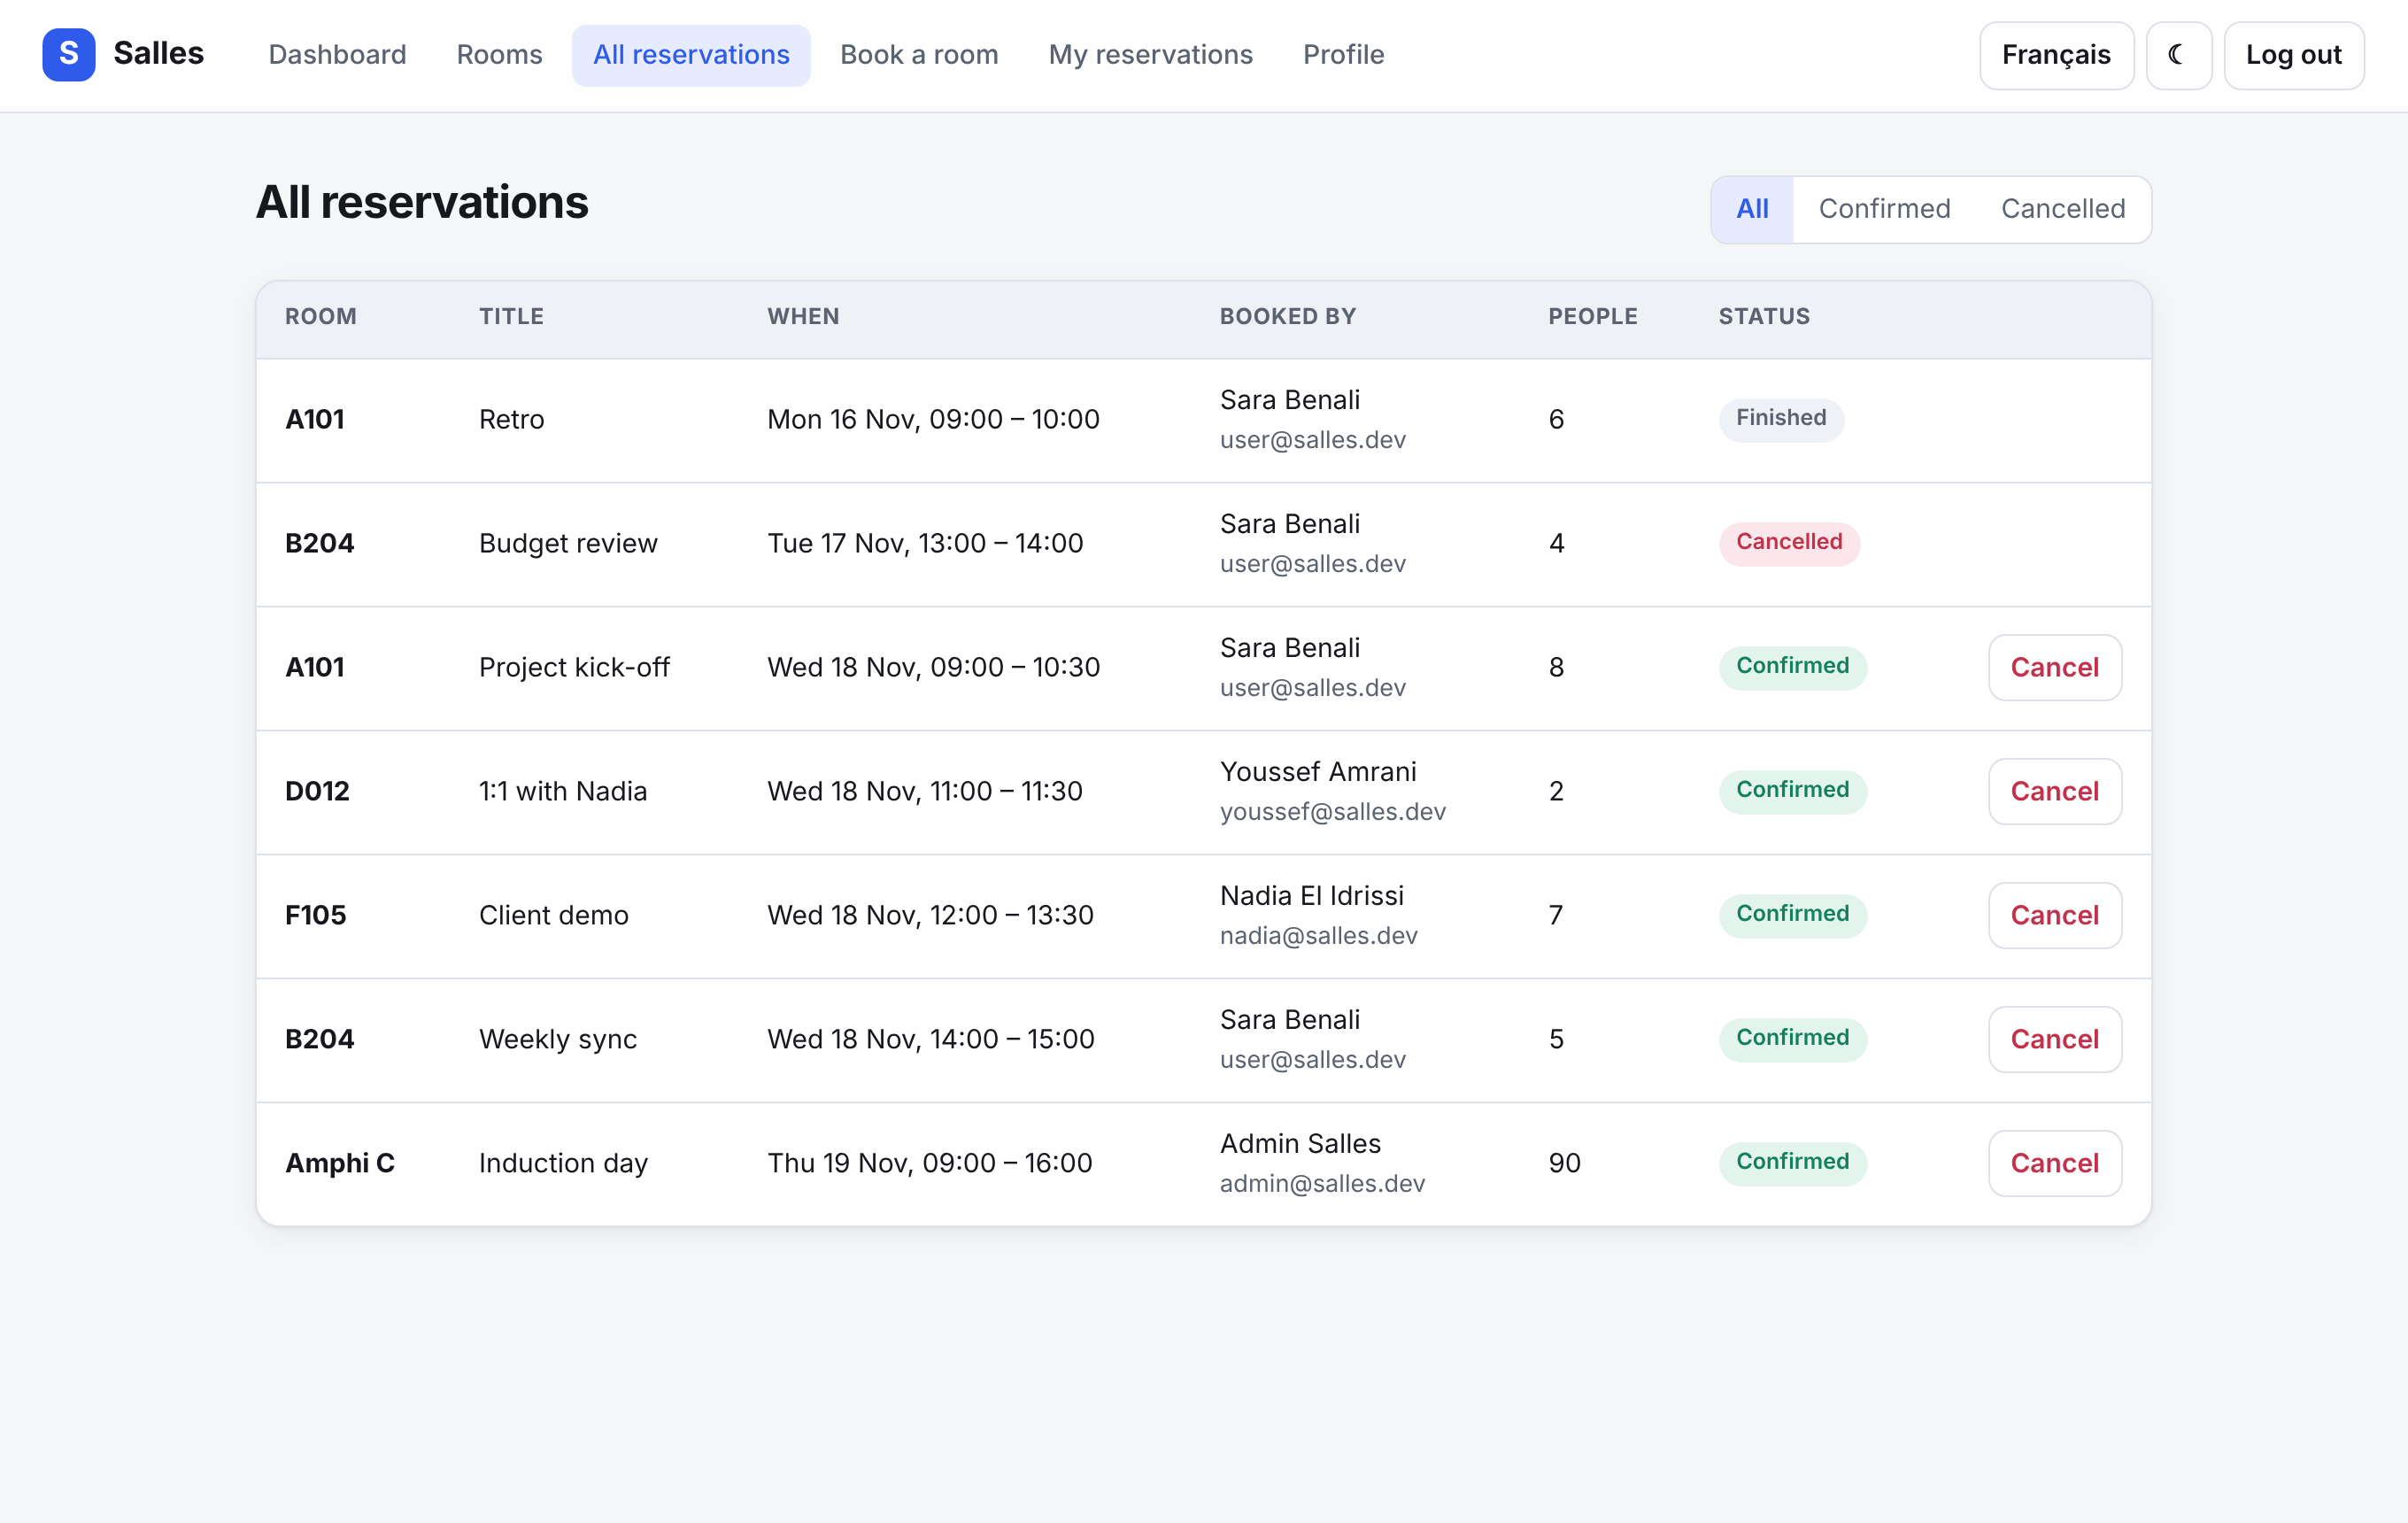 S Salles Dashboard Rooms All reservations Book a room My reservations Profile Français Log out
All reservations All Confirmed Cancelled
ROOM TITLE WHEN BOOKED BY PEOPLE STATUS
A101 Retro Mon 16 Nov, 09:00 – 10:00 Sara Benali 6 Finished
user@salles.dev
B204 Budget review Tue 17 Nov, 13:00 – 14:00 Sara Benali 4 Cancelled
user@salles.dev
A101 Project kick-off Wed 18 Nov, 09:00 – 10:30 Sara Benali 8 Confirmed Cancel
user@salles.dev
D012 1:1 with Nadia Wed 18 Nov, 11:00 – 11:30 Youssef Amrani 2 Confirmed Cancel
youssef@salles.dev
F105 Client demo Wed 18 Nov, 12:00 – 13:30 Nadia El Idrissi 7 Confirmed Cancel
nadia@salles.dev
B204 Weekly sync Wed 18 Nov, 14:00 – 15:00 Sara Benali 5 Confirmed Cancel
user@salles.dev
Amphi C Induction day Thu 19 Nov, 09:00 – 16:00 Admin Salles 90 Confirmed Cancel
admin@salles.dev